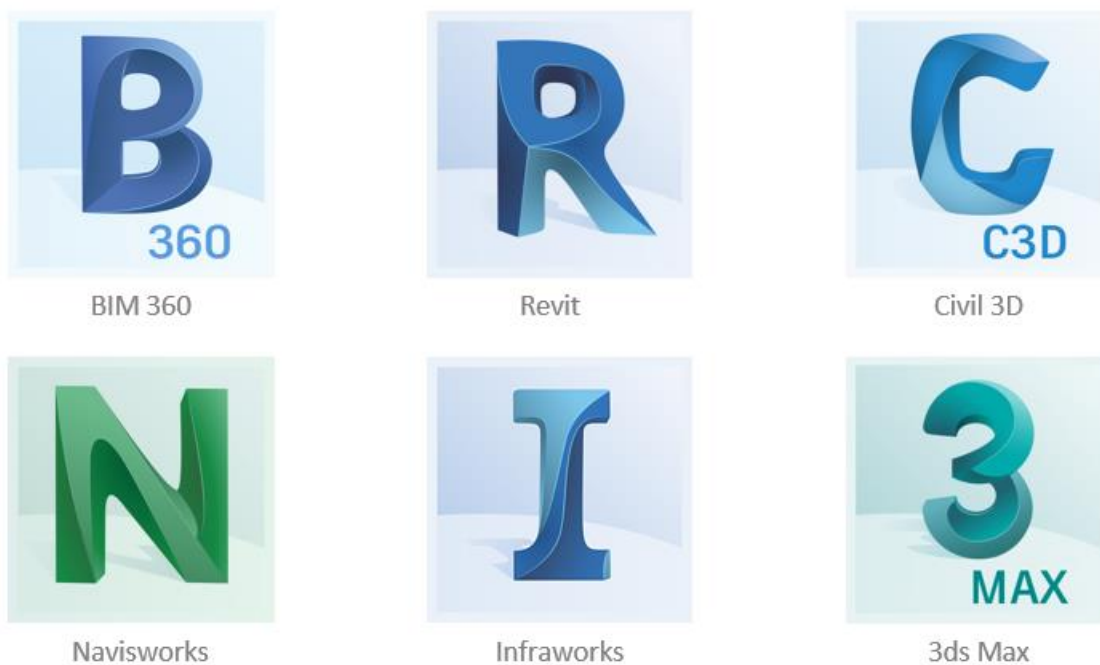 B R C
360 C3D
BIM 360 Revit Civil 3D
N I 3
MAX
Navisworks Infraworks 3ds Max